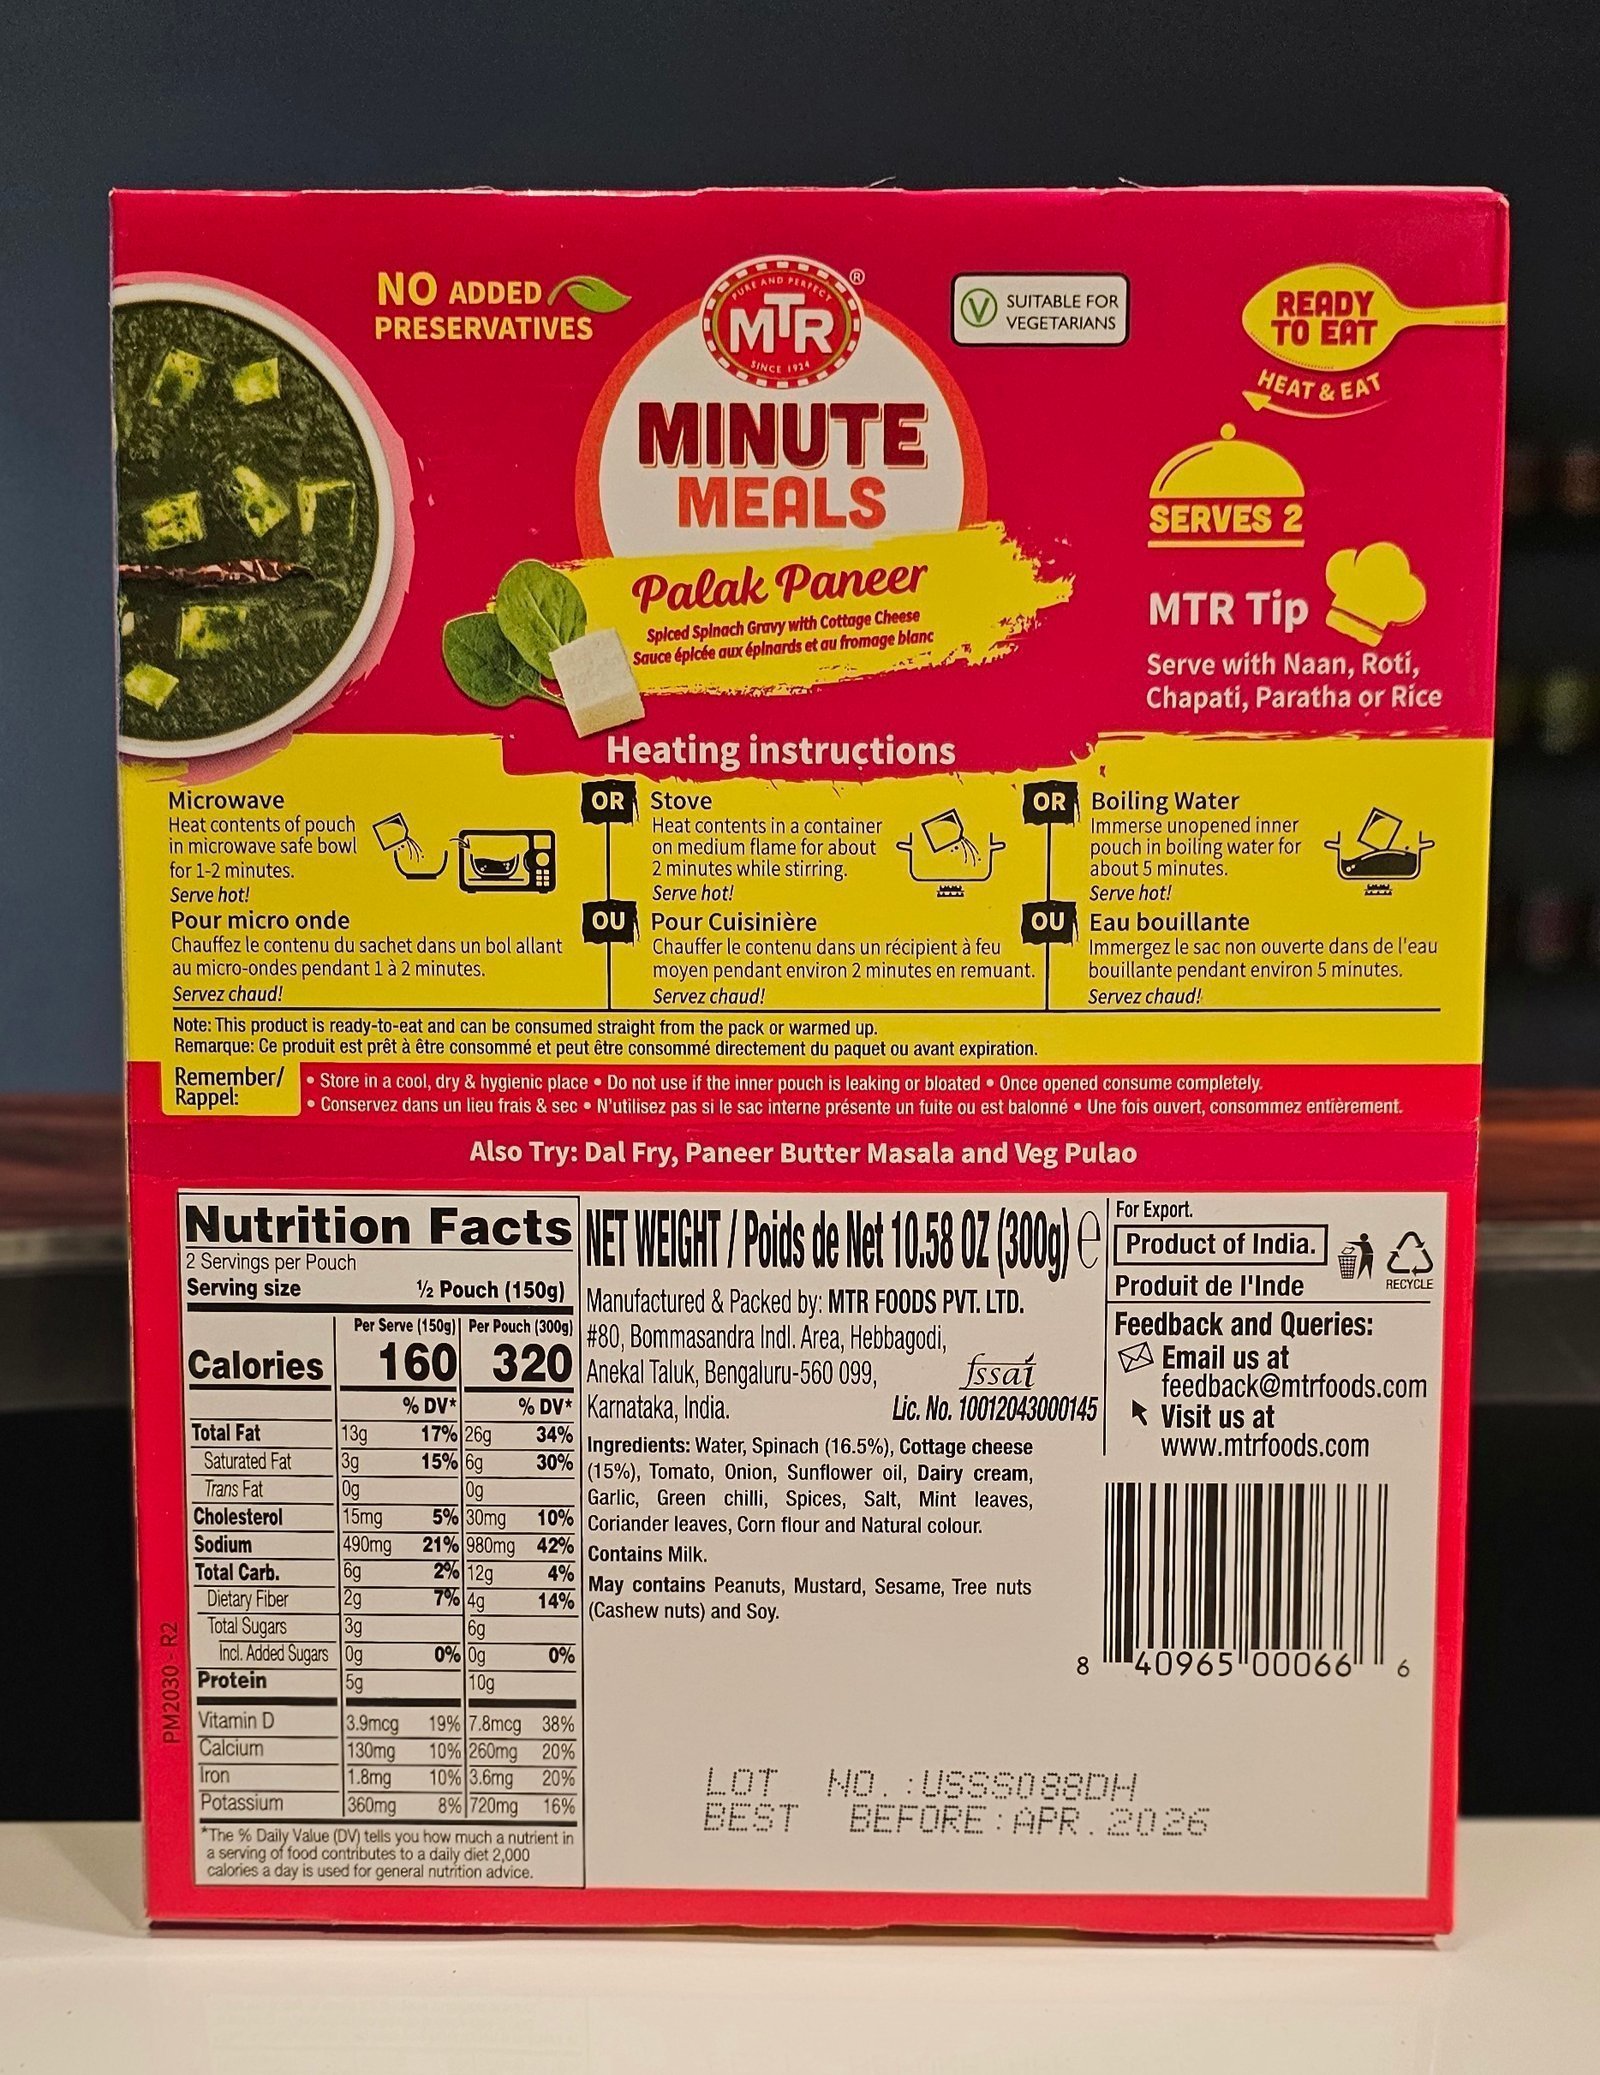 NO ADDED
PRESERVATIVES
PURE AND PERFECT
MTR
®
SINCE 1924
MINUTE
MEALS
Palak Paneer
Spiced Spinach Gravy with Cottage Cheese
Sauce épicée aux épinards et au fromage blanc
V SUITABLE FOR
VEGETARIANS
READY
TO EAT
HEAT & EAT
SERVES 2
MTR Tip
Serve with Naan, Roti,
Chapati, Paratha or Rice
Heating instructions
Microwave
Heat contents of pouch
in microwave safe bowl
for 1-2 minutes.
Serve hot!
OR
Stove
Heat contents in a container
on medium flame for about
2 minutes while stirring.
Serve hot!
OR
Boiling Water
Immerse unopened inner
pouch in boiling water for
about 5 minutes.
Serve hot!
Pour micro onde
Chauffez le contenu du sachet dans un bol allant
au micro-ondes pendant 1 à 2 minutes.
Servez chaud!
OU
Pour Cuisinière
Chauffer le contenu dans un récipient à feu
moyen pendant environ 2 minutes en remuant.
Servez chaud!
OU
Eau bouillante
Immergez le sac non ouverte dans de l'eau
bouillante pendant environ 5 minutes.
Servez chaud!
Note: This product is ready-to-eat and can be consumed straight from the pack or warmed up.
Remarque: Ce produit est prêt à être consommé et peut être consommé directement du paquet ou avant expiration.
Remember/
Rappel:
• Store in a cool, dry & hygienic place • Do not use if the inner pouch is leaking or bloated • Once opened consume completely.
• Conservez dans un lieu frais & sec • N'utilisez pas si le sac interne présente un fuite ou est balonné • Une fois ouvert, consommez entièrement.
Also Try: Dal Fry, Paneer Butter Masala and Veg Pulao
Nutrition Facts
2 Servings per Pouch
Serving size ½ Pouch (150g)
Per Serve (150g) Per Pouch (300g)
Calories 160 320
% DV* % DV*
Total Fat 13g 17% 26g 34%
Saturated Fat 3g 15% 6g 30%
Trans Fat 0g 0g
Cholesterol 15mg 5% 30mg 10%
Sodium 490mg 21% 980mg 42%
Total Carb. 6g 2% 12g 4%
Dietary Fiber 2g 7% 4g 14%
Total Sugars 3g 6g
Incl. Added Sugars 0g 0% 0g 0%
Protein 5g 10g
Vitamin D 3.9mcg 19% 7.8mcg 38%
Calcium 130mg 10% 260mg 20%
Iron 1.8mg 10% 3.6mg 20%
Potassium 360mg 8% 720mg 16%
*The % Daily Value (DV) tells you how much a nutrient in
a serving of food contributes to a daily diet 2,000
calories a day is used for general nutrition advice.
PM2030 - R2
NET WEIGHT / Poids de Net 10.58 OZ (300g) e
Manufactured & Packed by: MTR FOODS PVT. LTD.
#80, Bommasandra Indl. Area, Hebbagodi,
Anekal Taluk, Bengaluru-560 099,
Karnataka, India.
fssai
Lic. No. 10012043000145
Ingredients: Water, Spinach (16.5%), Cottage cheese
(15%), Tomato, Onion, Sunflower oil, Dairy cream,
Garlic, Green chilli, Spices, Salt, Mint leaves,
Coriander leaves, Corn flour and Natural colour.
Contains Milk.
May contains Peanuts, Mustard, Sesame, Tree nuts
(Cashew nuts) and Soy.
For Export.
Product of India.
Produit de l'Inde
RECYCLE
Feedback and Queries:
Email us at
feedback@mtrfoods.com
Visit us at
www.mtrfoods.com
8 40965 00066 6
LOT NO.:USSS088DH
BEST BEFORE:APR.2026